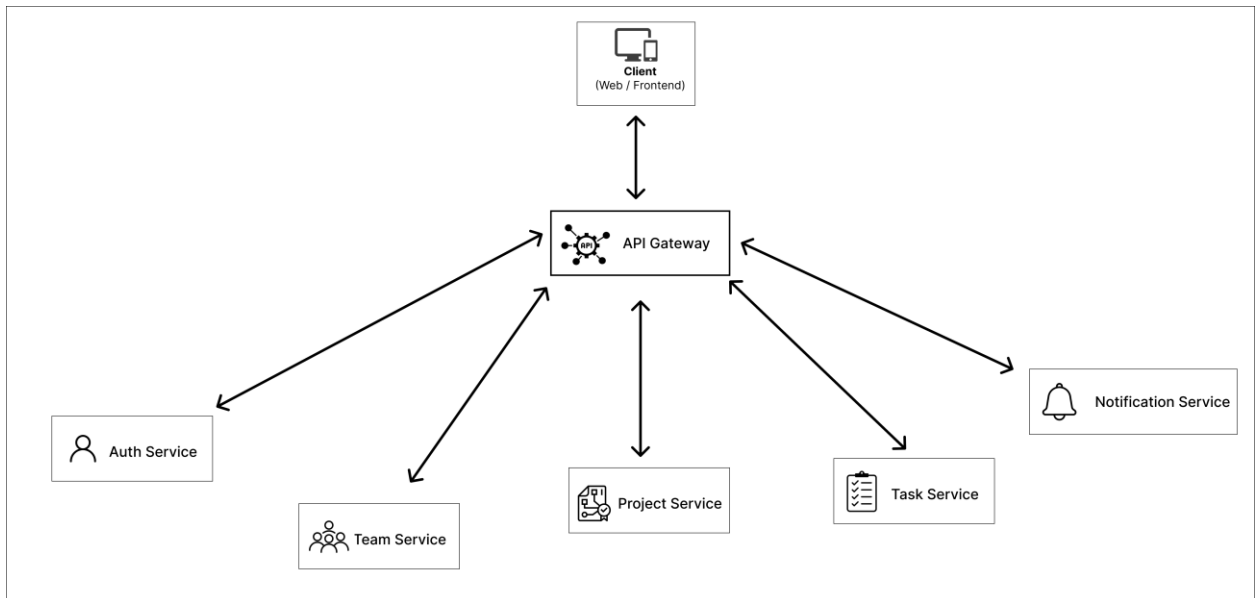 Client
(Web / Frontend)
API
API Gateway
Notification Service
Auth Service
Task Service
Project Service
Team Service